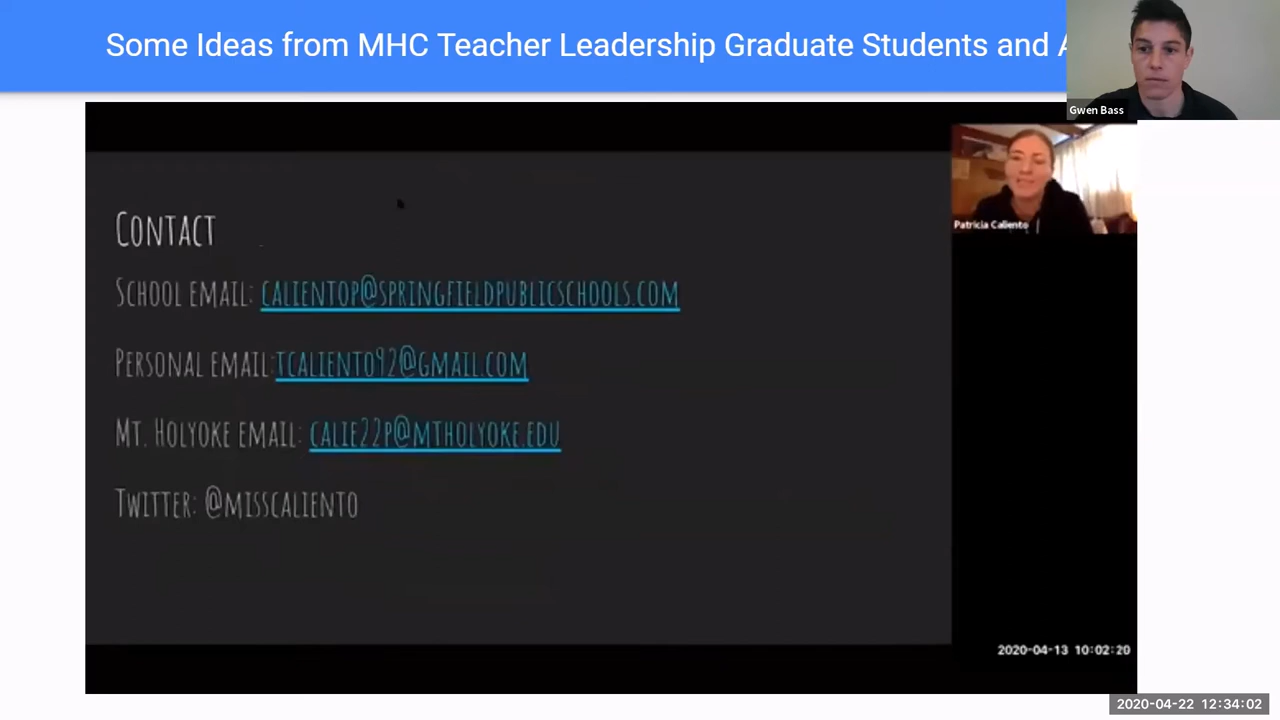 Some Ideas from MHC Teacher Leadership Graduate Students and
Gwen Bass
Patricia Caliento
CONTACT
SCHOOL EMAIL: CALIENTOP@SPRINGFIELDPUBLICSCHOOLS.COM
PERSONAL EMAIL:TCALIENTO92@GMAIL.COM
MT. HOLYOKE EMAIL: CALIE22P@MTHOLYOKE.EDU
TWITTER: @MISSCALIENTO
2020-04-13 10:02:20
2020-04-22 12:34:02